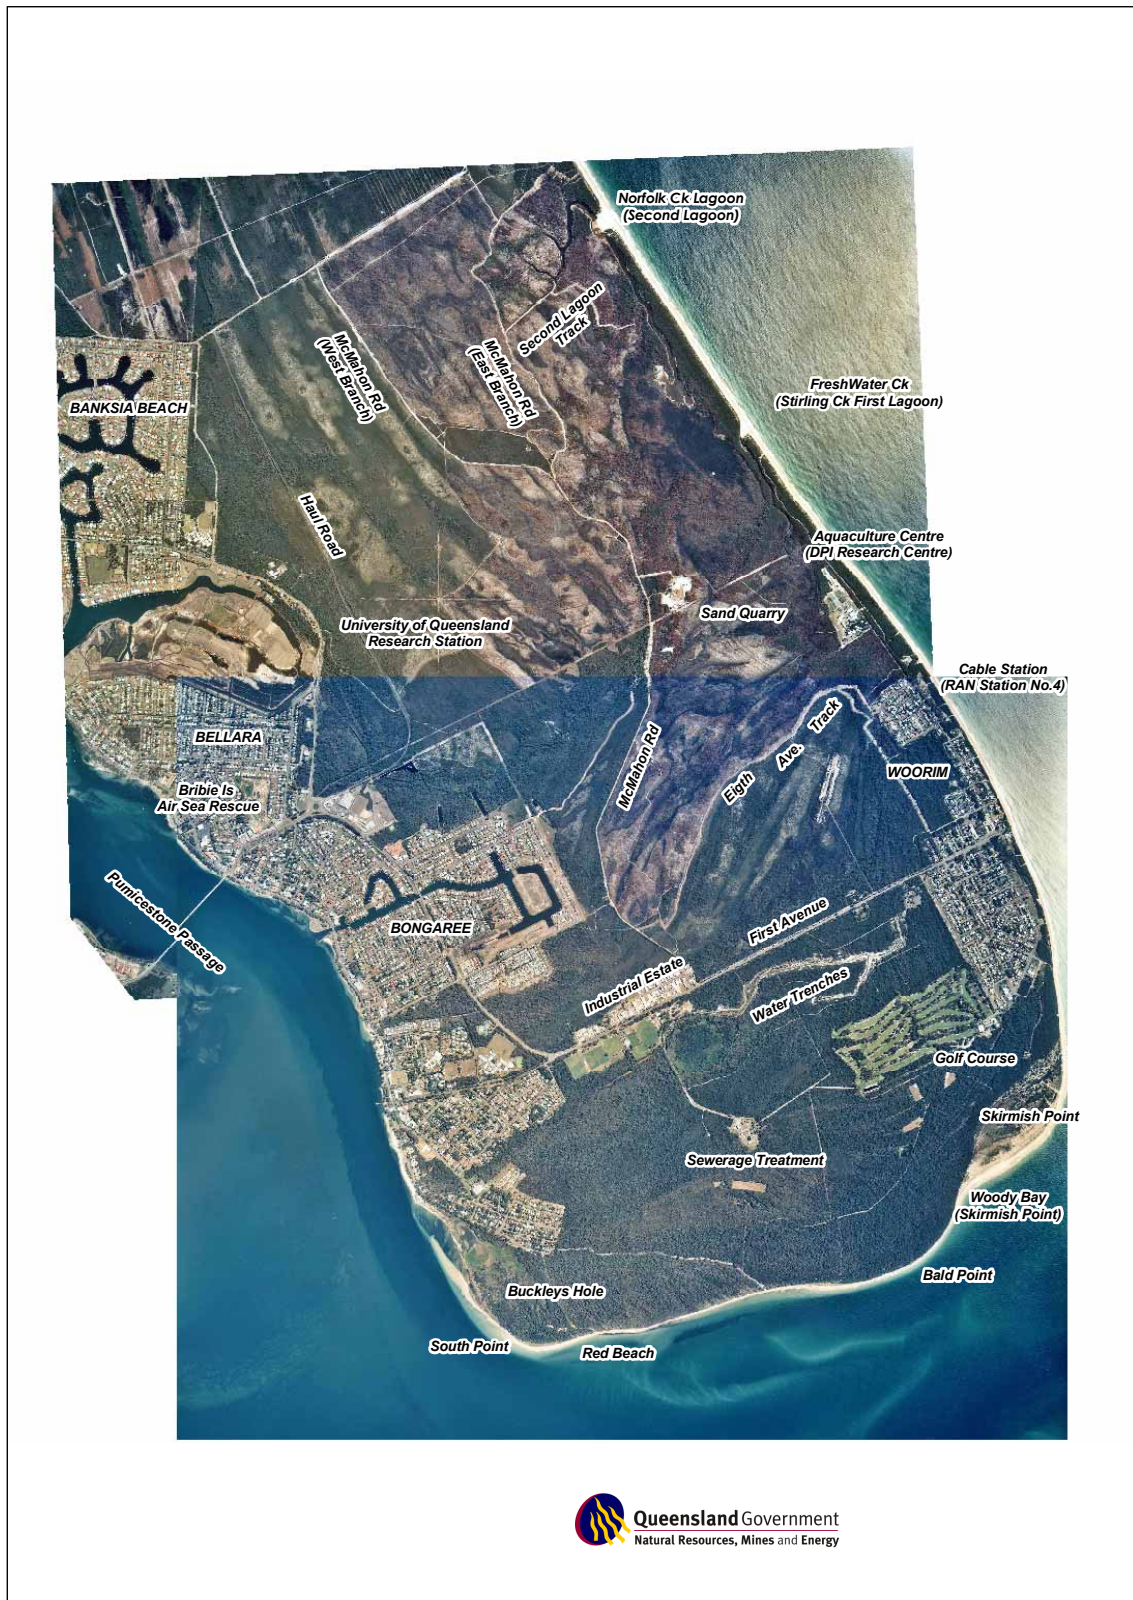 Norfolk Ck Lagoon
(Second Lagoon)
Second Lagoon
Track
McMahon Rd
(West Branch)
McMahon Rd
(East Branch)
FreshWater Ck
(Stirling Ck First Lagoon)
BANKSIA BEACH
Haul Road
Aquaculture Centre
(DPI Research Centre)
Sand Quarry
University of Queensland
Research Station
Cable Station
(RAN Station No.4)
BELLARA
McMahon Rd
Eigth Ave. Track
WOORIM
Bribie Is
Air Sea Rescue
Pumicestone Passage
BONGAREE
First Avenue
Industrial Estate
Water Trenches
Golf Course
Skirmish Point
Sewerage Treatment
Woody Bay
(Skirmish Point)
Bald Point
Buckleys Hole
South Point
Red Beach
Queensland Government
Natural Resources, Mines and Energy